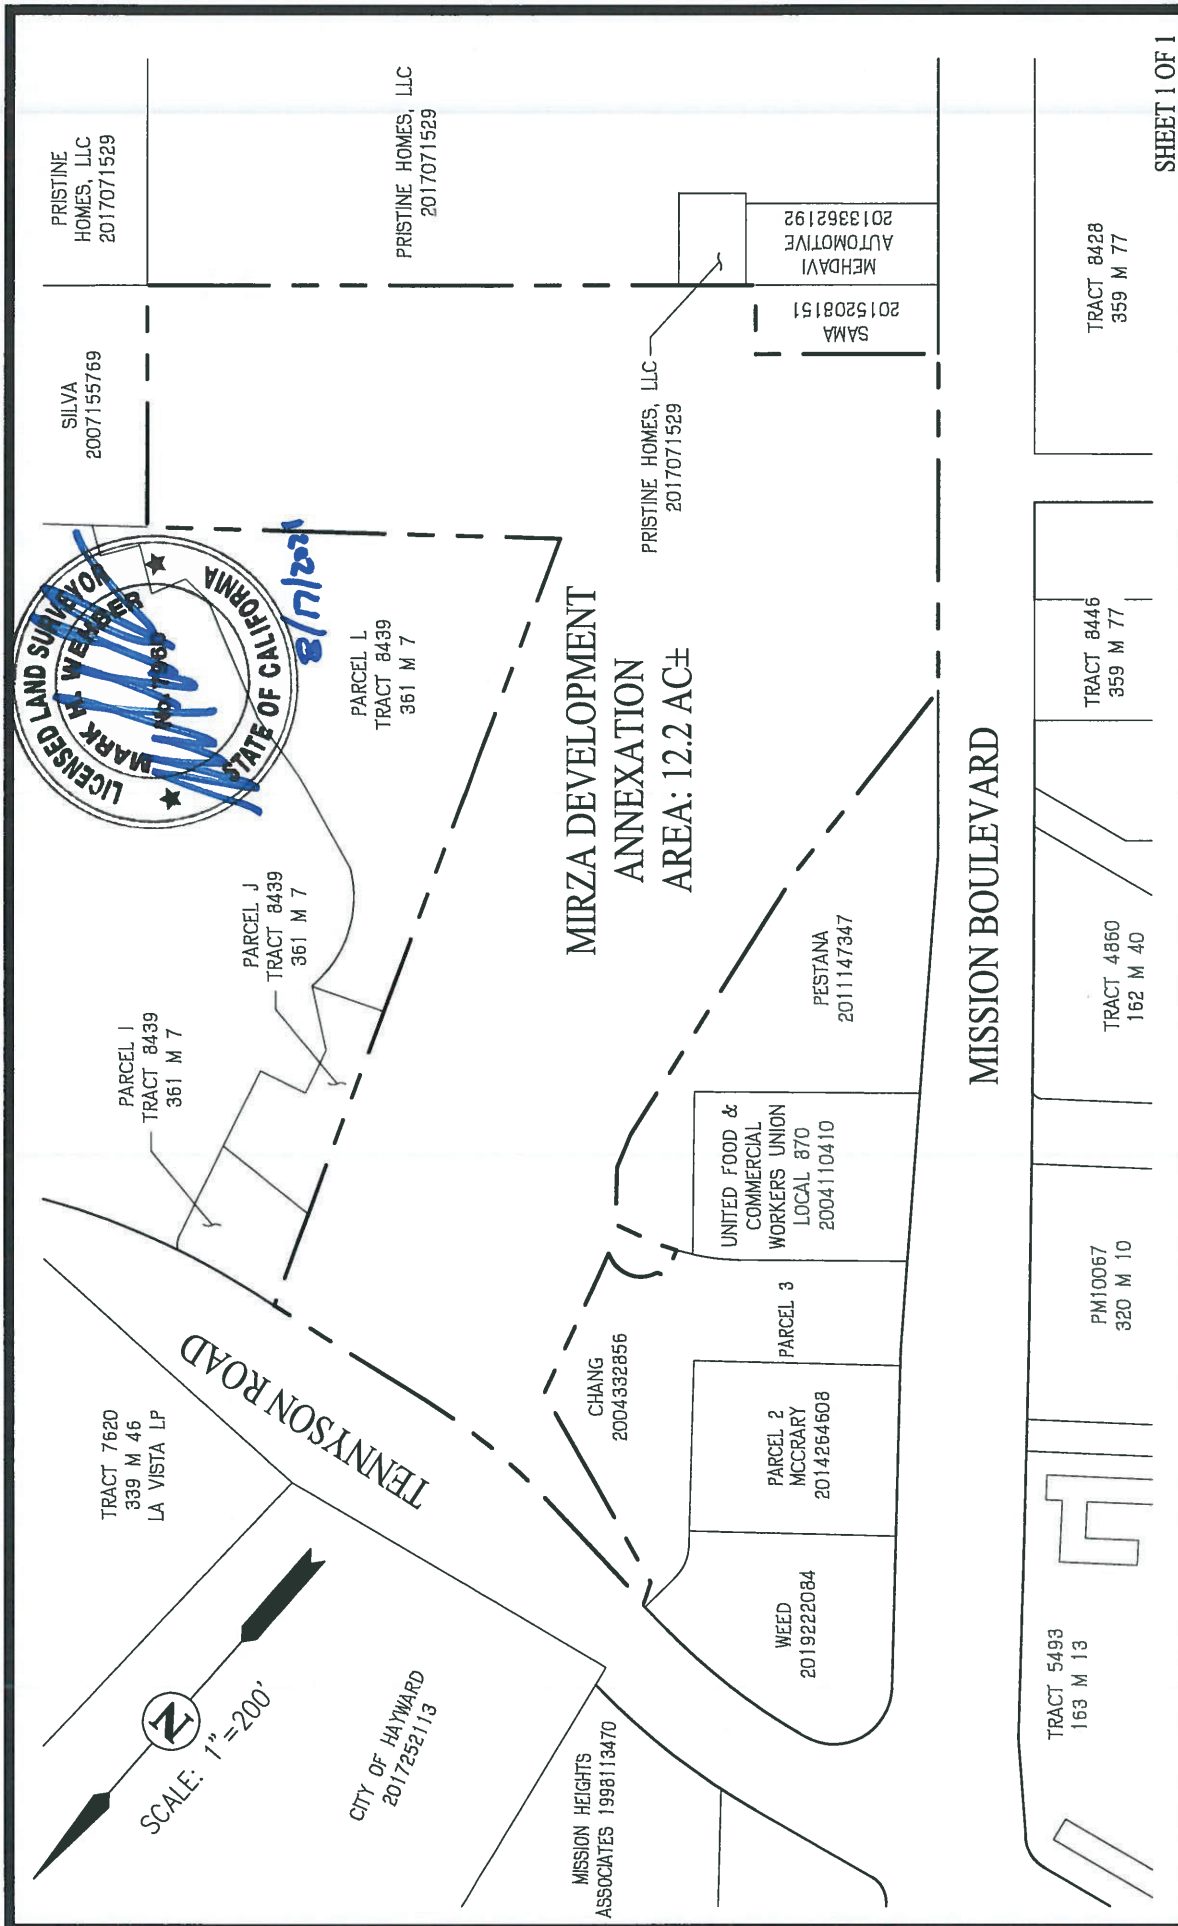 TRACT 7620
339 M 46
LA VISTA LP
TENNYSON ROAD
N
SCALE: 1"=200'
CITY OF HAYWARD
2017252113
MISSION HEIGHTS
ASSOCIATES 1998113470
PARCEL I
TRACT 8439
361 M 7
PARCEL J
TRACT 8439
361 M 7
PARCEL L
TRACT 8439
361 M 7
LICENSED LAND SURVEYOR
MARK H. WEHBER
NO. 7960
STATE OF CALIFORNIA
8/17/2021
SILVA
2007155769
PRISTINE
HOMES, LLC
2017071529
PRISTINE HOMES, LLC
2017071529
PRISTINE HOMES, LLC
2017071529
MEHDAVI
AUTOMOTIVE
2013362192
SAMA
2015208151
MIRZA DEVELOPMENT
ANNEXATION
AREA: 12.2 AC±
CHANG
2004332856
WEED
2019222084
PARCEL 2
MCCRARY
2014264608
PARCEL 3
UNITED FOOD &
COMMERCIAL
WORKERS UNION
LOCAL 870
2004110410
PESTANA
2011147347
MISSION BOULEVARD
TRACT 5493
163 M 13
PM10067
320 M 10
TRACT 4860
162 M 40
TRACT 8446
359 M 77
TRACT 8428
359 M 77
SHEET 1 OF 1